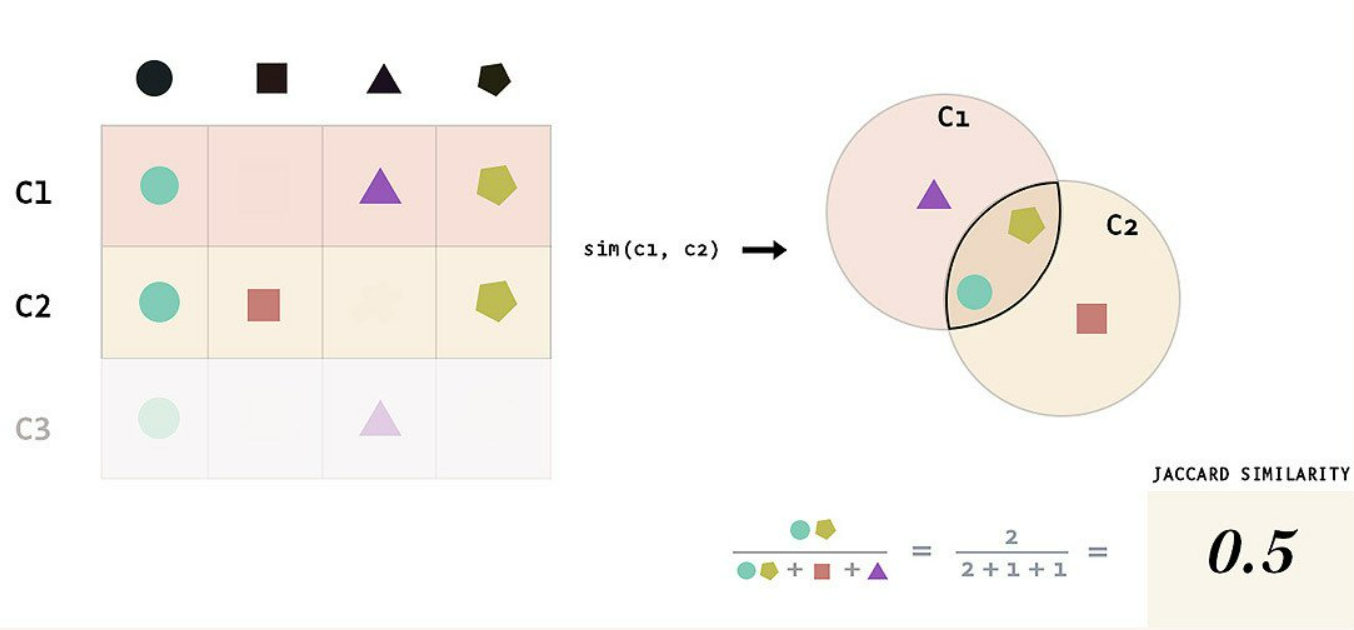 C1
C2
C3
sim(c1, c2)
C1
C2
JACCARD SIMILARITY
= 2 =
+ + 2+1+1
0.5